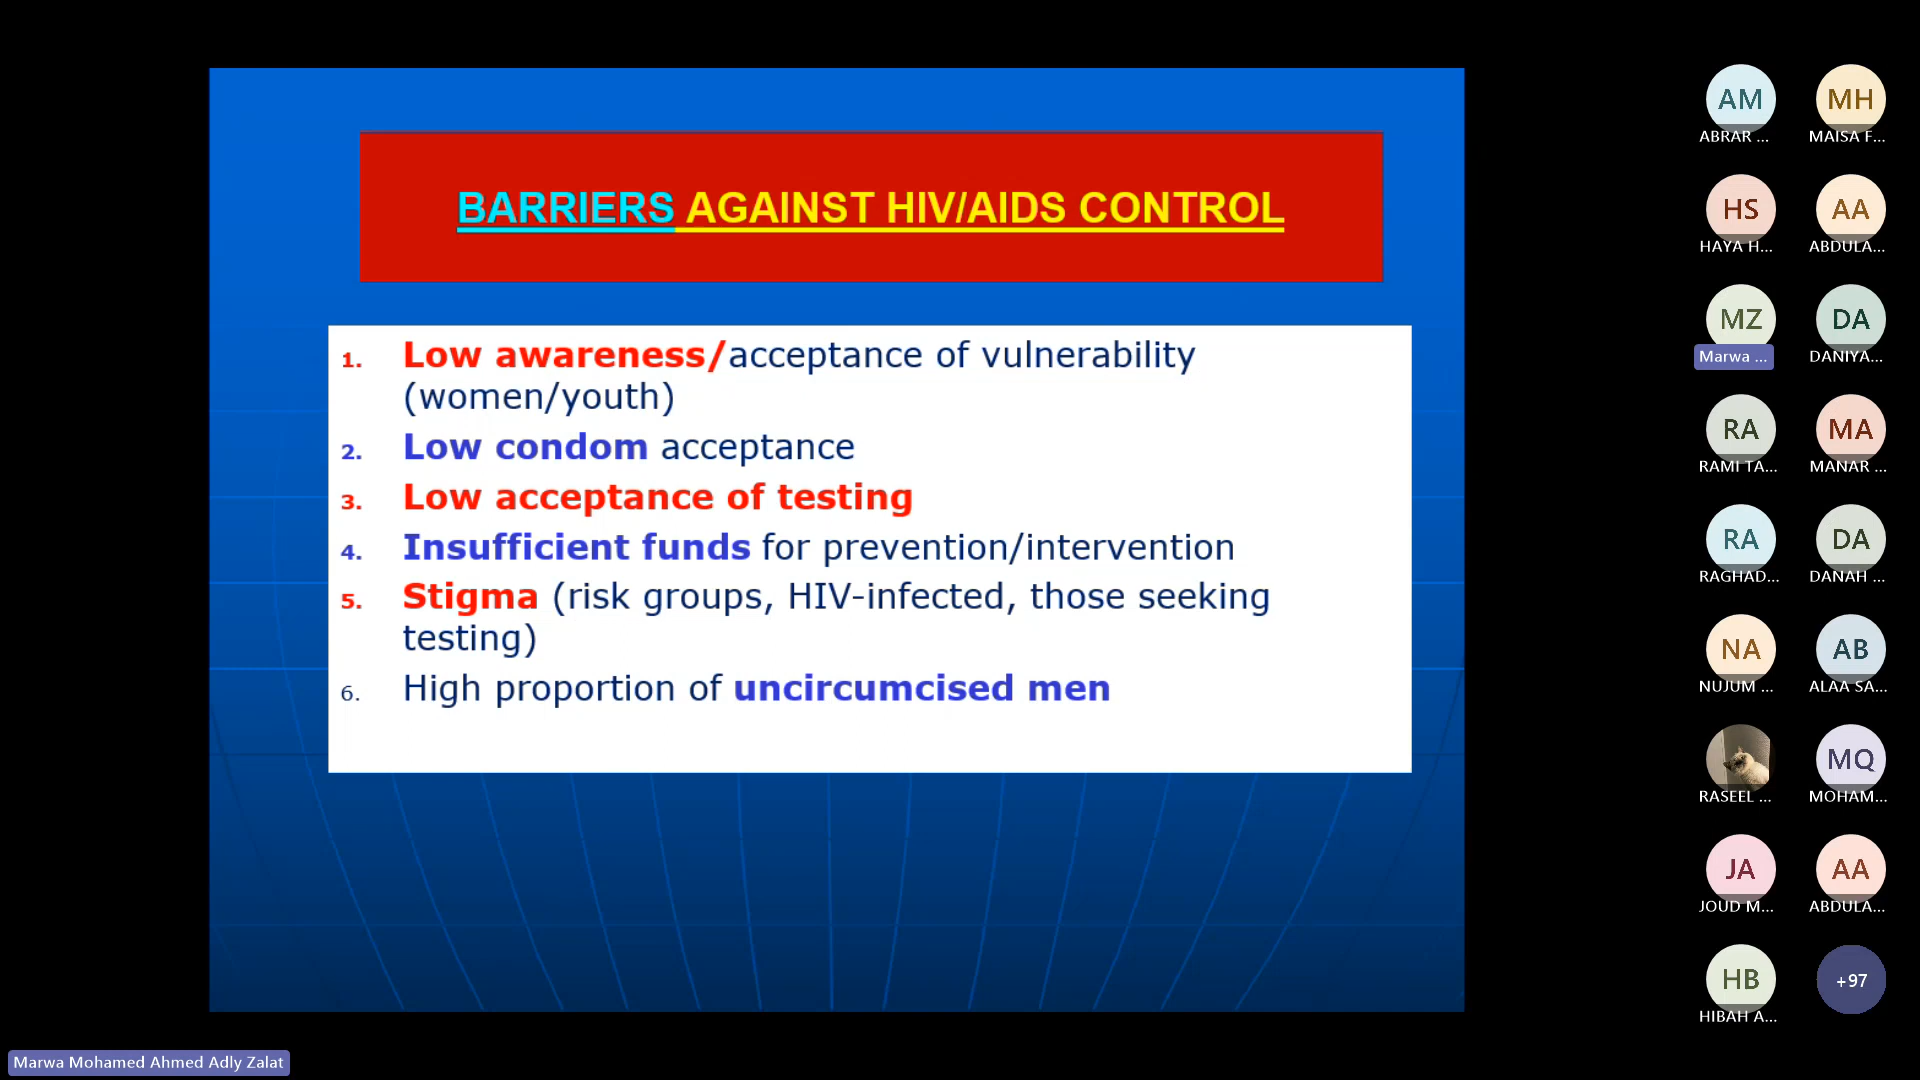 BARRIERS AGAINST HIV/AIDS CONTROL
1. Low awareness/acceptance of vulnerability
(women/youth)
2. Low condom acceptance
3. Low acceptance of testing
4. Insufficient funds for prevention/intervention
5. Stigma (risk groups, HIV-infected, those seeking
testing)
6. High proportion of uncircumcised men
AM MH
ABRAR ... MAISA F...
HS AA
HAYA H... ABDULA...
MZ DA
Marwa ... DANIYA...
RA MA
RAMI TA... MANAR ...
RA DA
RAGHAD... DANAH ...
NA AB
NUJUM ... ALAA SA...
MQ
RASEEL ... MOHAM...
JA AA
JOUD M... ABDULA...
HB +97
HIBAH A...
Marwa Mohamed Ahmed Adly Zalat